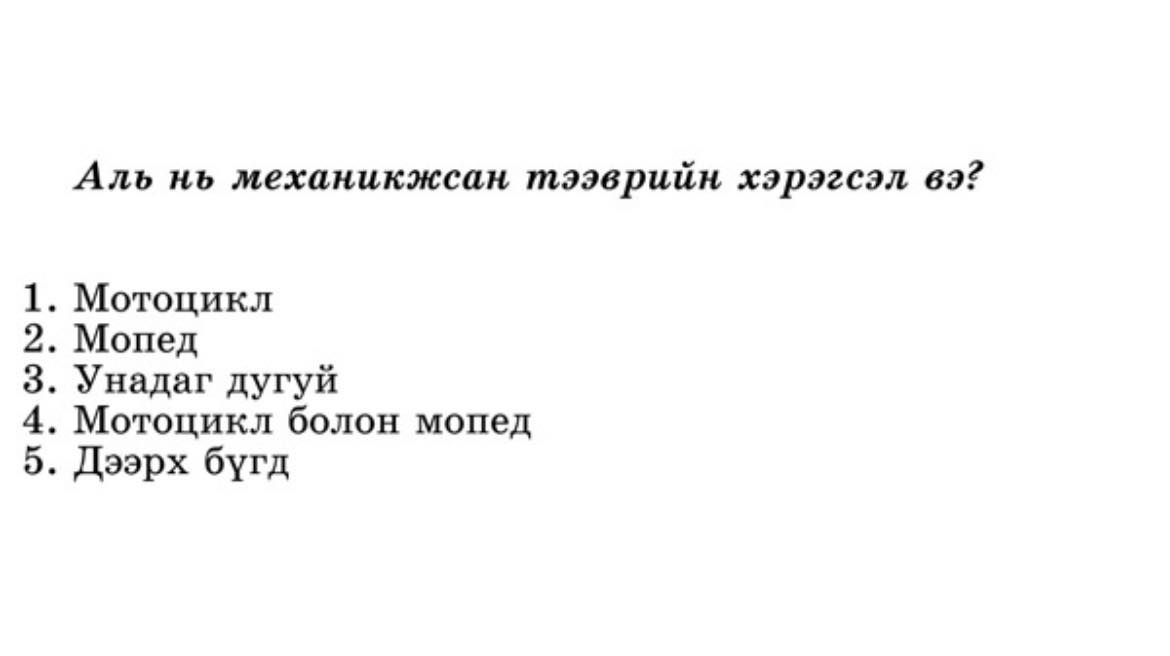 Аль нь механикжсан тээврийн хэрэгсэл вэ?
1. Мотоцикл
2. Мопед
3. Унадаг дугуй
4. Мотоцикл болон мопед
5. Дээрх бүгд